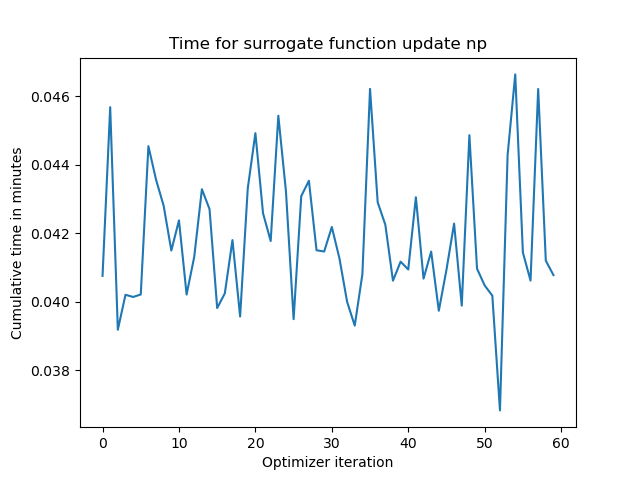 Time for surrogate function update np
Cumulative time in minutes
0.046
0.044
0.042
0.040
0.038
0 10 20 30 40 50 60
Optimizer iteration